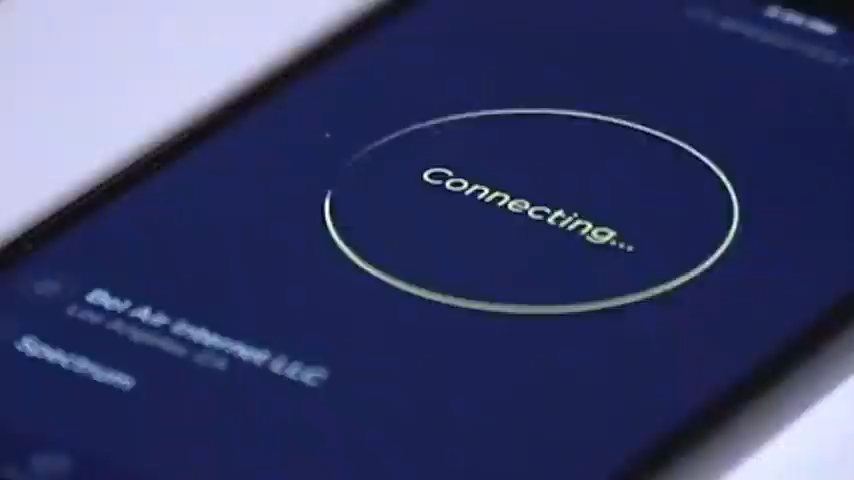 Connecting...
Bel Air Internet LLC
Los Angeles, CA
Spectrum